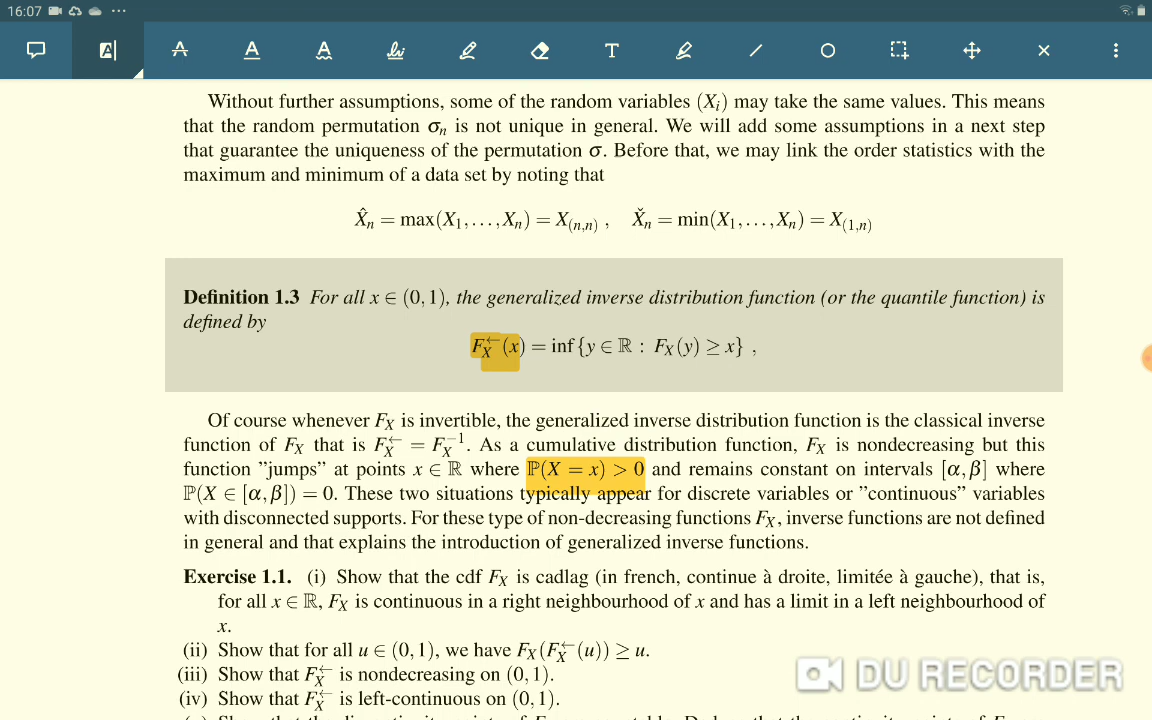 16:07
Without further assumptions, some of the random variables (Xᵢ) may take the same values. This means
that the random permutation σₙ is not unique in general. We will add some assumptions in a next step
that guarantee the uniqueness of the permutation σ. Before that, we may link the order statistics with the
maximum and minimum of a data set by noting that
X̂ₙ = max(X₁,...,Xₙ) = X₍ₙ,ₙ₎ , X̌ₙ = min(X₁,...,Xₙ) = X₍₁,ₙ₎
Definition 1.3 For all x ∈ (0,1), the generalized inverse distribution function (or the quantile function) is
defined by
F_X^←(x) = inf{y ∈ ℝ : F_X(y) ≥ x} ,
Of course whenever F_X is invertible, the generalized inverse distribution function is the classical inverse
function of F_X that is F_X^← = F_X^{-1}. As a cumulative distribution function, F_X is nondecreasing but this
function "jumps" at points x ∈ ℝ where ℙ(X = x) > 0 and remains constant on intervals [α,β] where
ℙ(X ∈ [α,β]) = 0. These two situations typically appear for discrete variables or "continuous" variables
with disconnected supports. For these type of non-decreasing functions F_X, inverse functions are not defined
in general and that explains the introduction of generalized inverse functions.
Exercise 1.1. (i) Show that the cdf F_X is cadlag (in french, continue à droite, limitée à gauche), that is,
for all x ∈ ℝ, F_X is continuous in a right neighbourhood of x and has a limit in a left neighbourhood of
x.
(ii) Show that for all u ∈ (0,1), we have F_X(F_X^←(u)) ≥ u.
(iii) Show that F_X^← is nondecreasing on (0,1).
(iv) Show that F_X^← is left-continuous on (0,1).
DU RECORDER